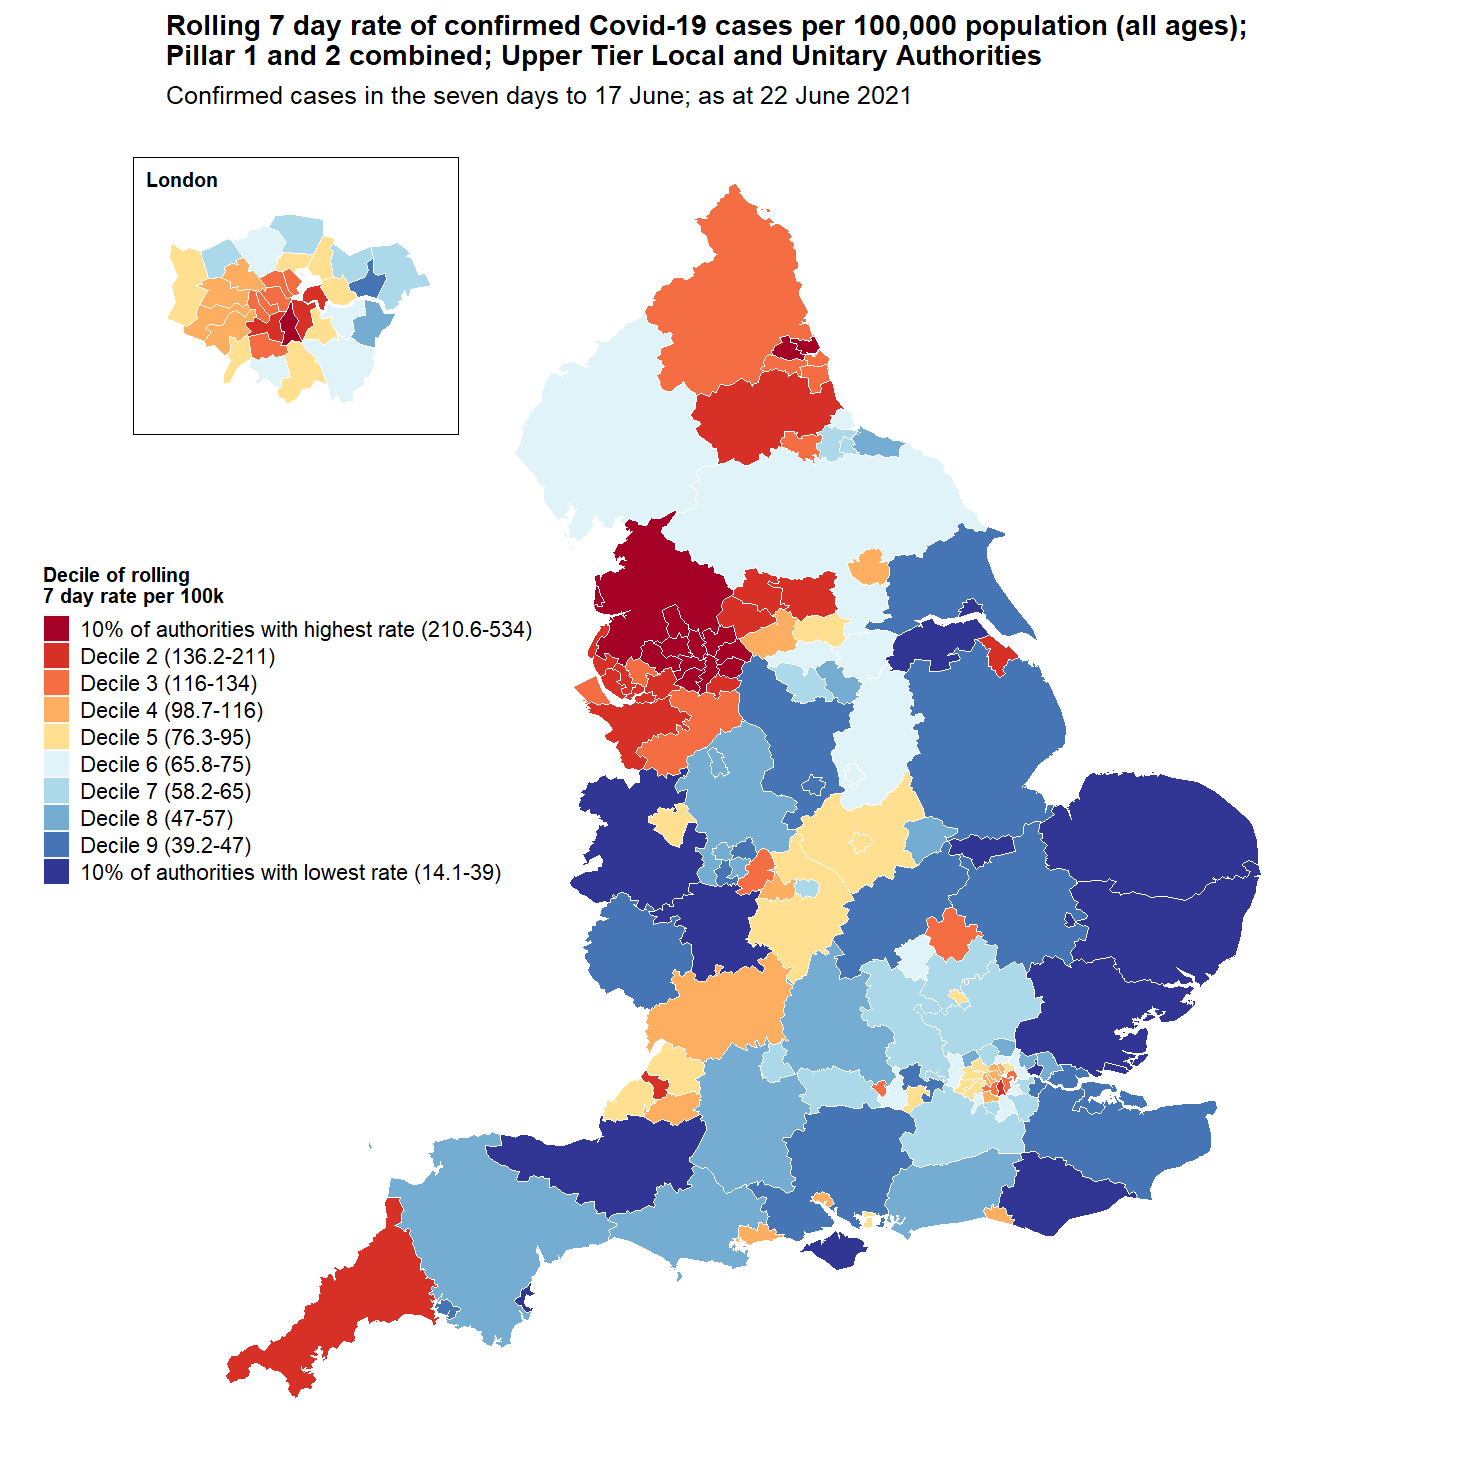 Rolling 7 day rate of confirmed Covid-19 cases per 100,000 population (all ages);
Pillar 1 and 2 combined; Upper Tier Local and Unitary Authorities
Confirmed cases in the seven days to 17 June; as at 22 June 2021
London
Decile of rolling
7 day rate per 100k
10% of authorities with highest rate (210.6-534)
Decile 2 (136.2-211)
Decile 3 (116-134)
Decile 4 (98.7-116)
Decile 5 (76.3-95)
Decile 6 (65.8-75)
Decile 7 (58.2-65)
Decile 8 (47-57)
Decile 9 (39.2-47)
10% of authorities with lowest rate (14.1-39)